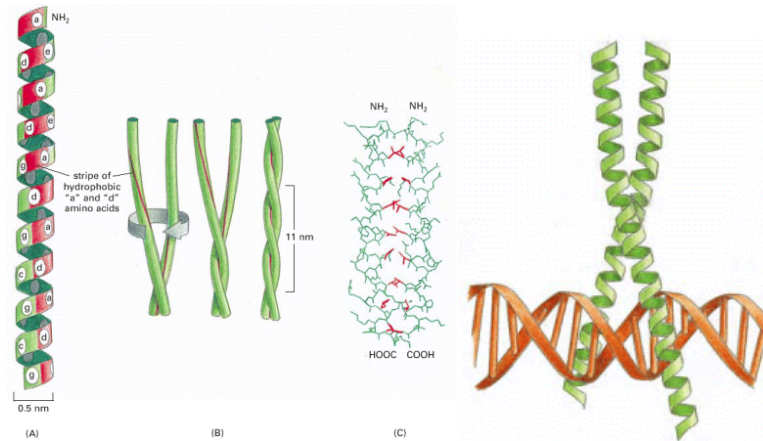 NH2
a
d
e
a
d
e
g
a
d
g
a
c
d
g
a
c
d
g
0.5 nm
(A)
stripe of
hydrophobic
"a" and "d"
amino acids
11 nm
(B)
NH2 NH2
HOOC COOH
(C)